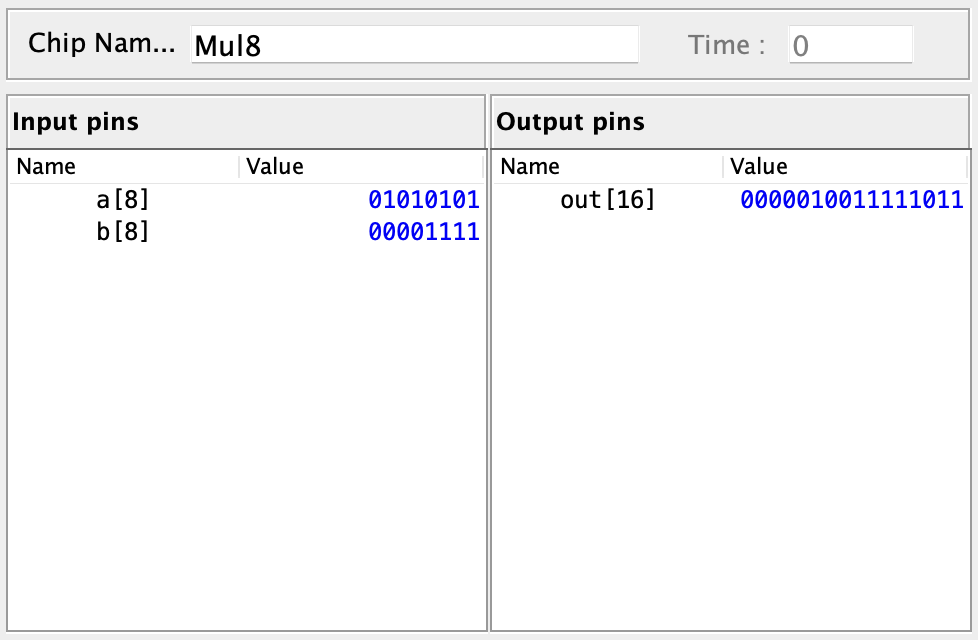 Chip Nam... Mul8 Time : 0
Input pins Output pins
Name Value Name Value
a[8] 01010101 out[16] 0000010011111011
b[8] 00001111